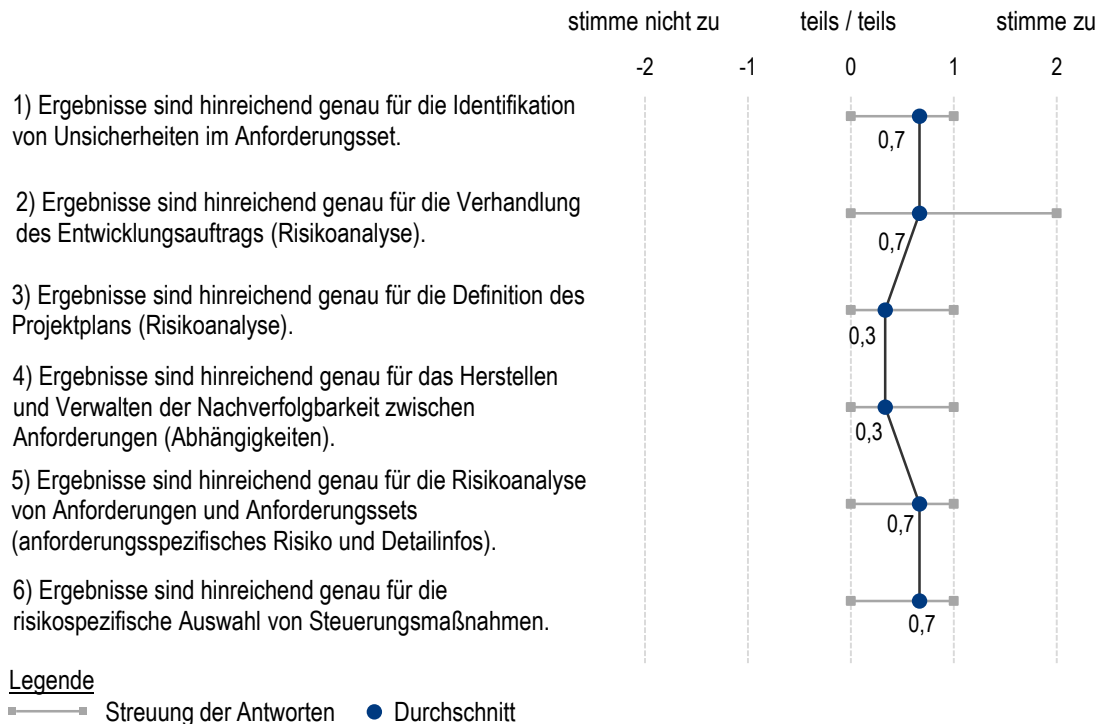 stimme nicht zu teils / teils stimme zu
-2 -1 0 1 2
1) Ergebnisse sind hinreichend genau für die Identifikation
von Unsicherheiten im Anforderungsset.
0,7
2) Ergebnisse sind hinreichend genau für die Verhandlung
des Entwicklungsauftrags (Risikoanalyse).
0,7
3) Ergebnisse sind hinreichend genau für die Definition des
Projektplans (Risikoanalyse).
0,3
4) Ergebnisse sind hinreichend genau für das Herstellen
und Verwalten der Nachverfolgbarkeit zwischen
Anforderungen (Abhängigkeiten).
0,3
5) Ergebnisse sind hinreichend genau für die Risikoanalyse
von Anforderungen und Anforderungssets
(anforderungsspezifisches Risiko und Detailinfos).
0,7
6) Ergebnisse sind hinreichend genau für die
risikospezifische Auswahl von Steuerungsmaßnahmen.
0,7
Legende
Streuung der Antworten Durchschnitt